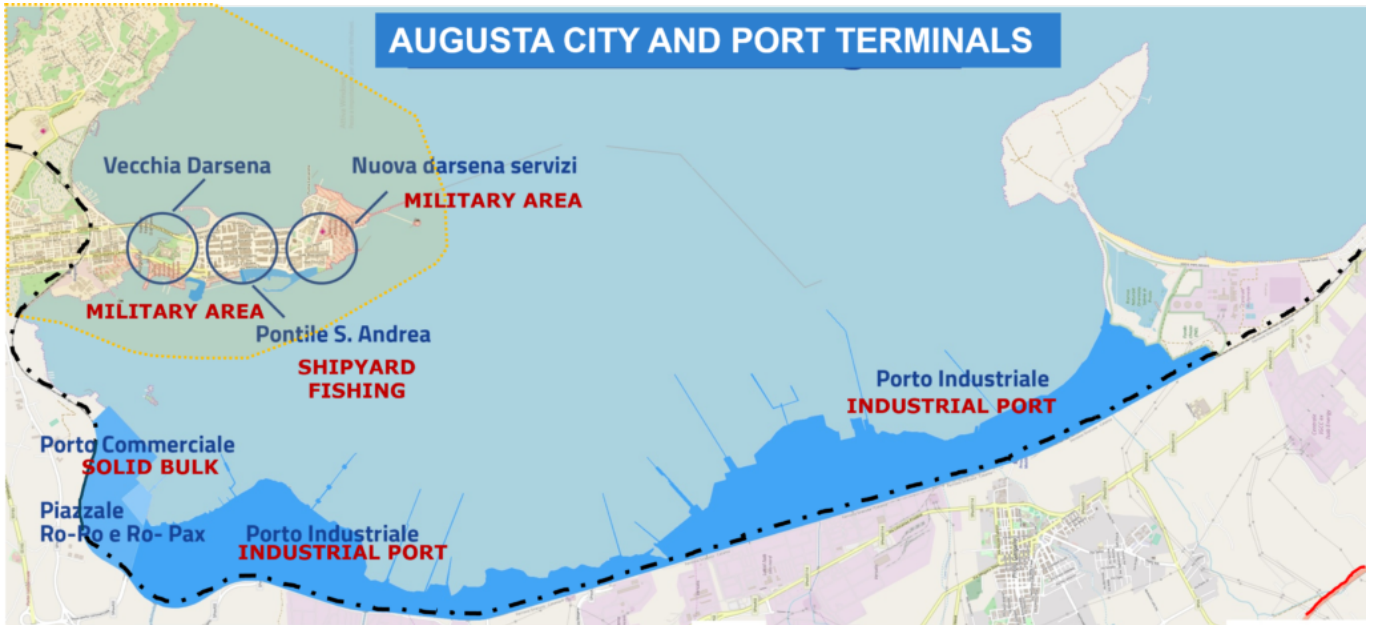 AUGUSTA CITY AND PORT TERMINALS
Vecchia Darsena
Nuova darsena servizi
MILITARY AREA
MILITARY AREA
Pontile S. Andrea
SHIPYARD
FISHING
Porto Industriale
INDUSTRIAL PORT
Porto Commerciale
SOLID BULK
Piazzale
Ro-Ro e Ro- Pax
Porto Industriale
INDUSTRIAL PORT